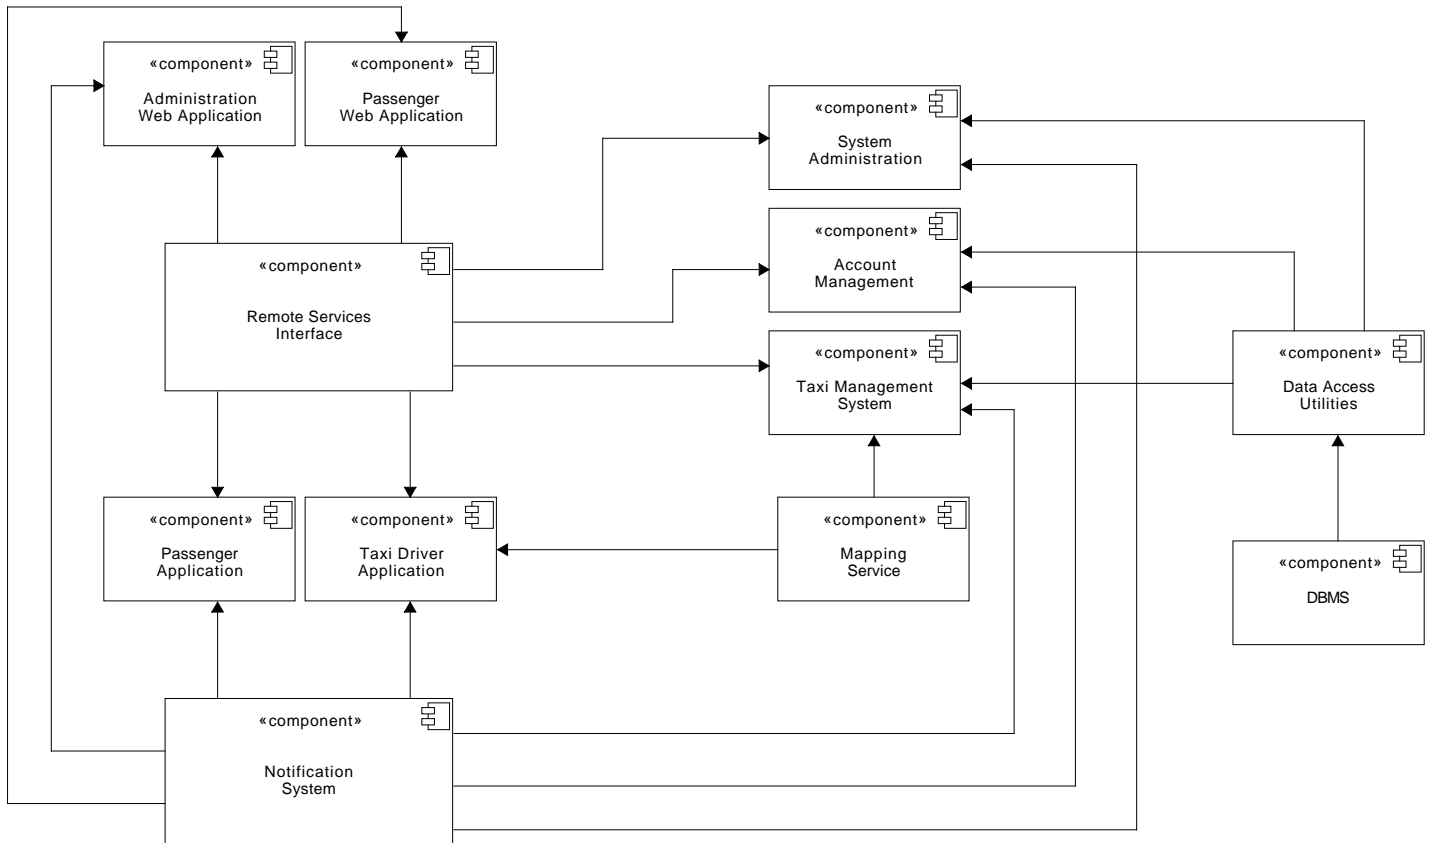 «component»
Administration
Web Application
«component»
Passenger
Web Application
«component»
System
Administration
«component»
Account
Management
«component»
Remote Services
Interface
«component»
Taxi Management
System
«component»
Data Access
Utilities
«component»
Passenger
Application
«component»
Taxi Driver
Application
«component»
Mapping
Service
«component»
DBMS
«component»
Notification
System